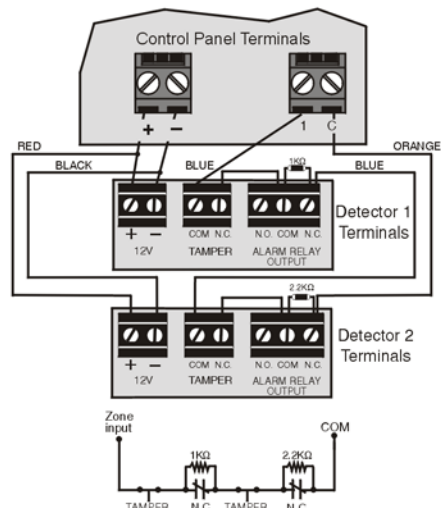 Control Panel Terminals
+ − 1 C
RED ORANGE
BLACK BLUE 1KΩ BLUE
Detector 1
Terminals
+ − COM N.C. N.O. COM N.C.
12V TAMPER ALARM RELAY
OUTPUT
2.2KΩ
Detector 2
Terminals
+ − COM N.C. N.O. COM N.C.
12V TAMPER ALARM RELAY
OUTPUT
Zone
input
COM
1KΩ 2.2KΩ
TAMPER N.C. TAMPER N.C.